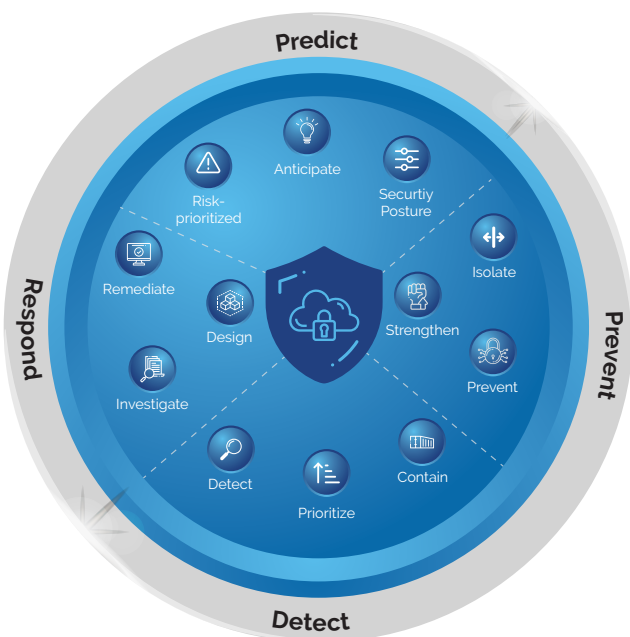 Predict
Anticipate
Risk-
prioritized
Securtiy
Posture
Isolate
Strengthen
Prevent
Prevent
Contain
Prioritize
Detect
Detect
Investigate
Design
Remediate
Respond